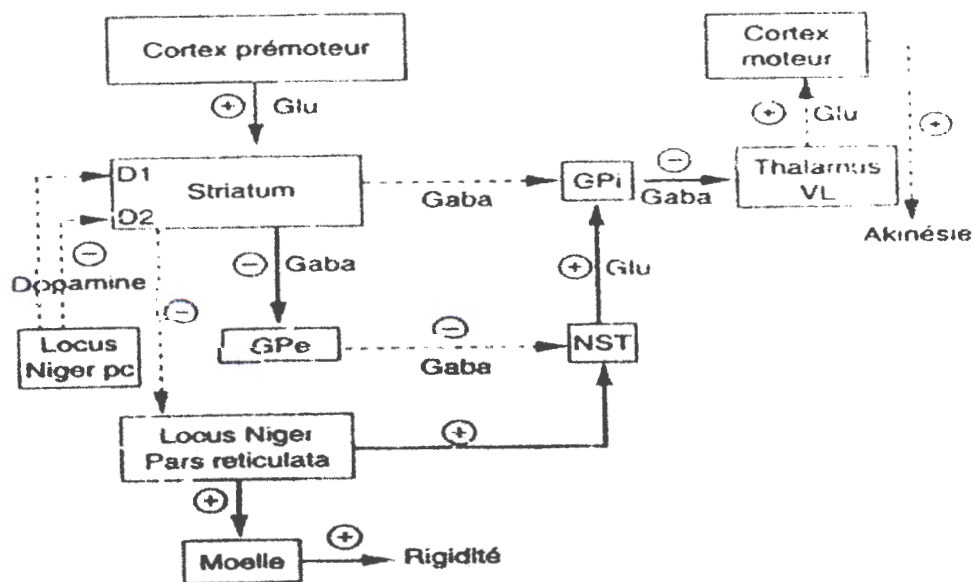 Cortex prémoteur
Cortex
moteur
+
Glu
+
Glu
+
D1
Striatum
Gaba
GPi
−
Gaba
Thalamus
VL
D2
−
Dopamine
−
Gaba
+
Glu
Akinésie
−
Locus
Niger pc
GPe
−
Gaba
NST
Locus Niger
Pars reticulata
+
+
Moelle
+
Rigidité